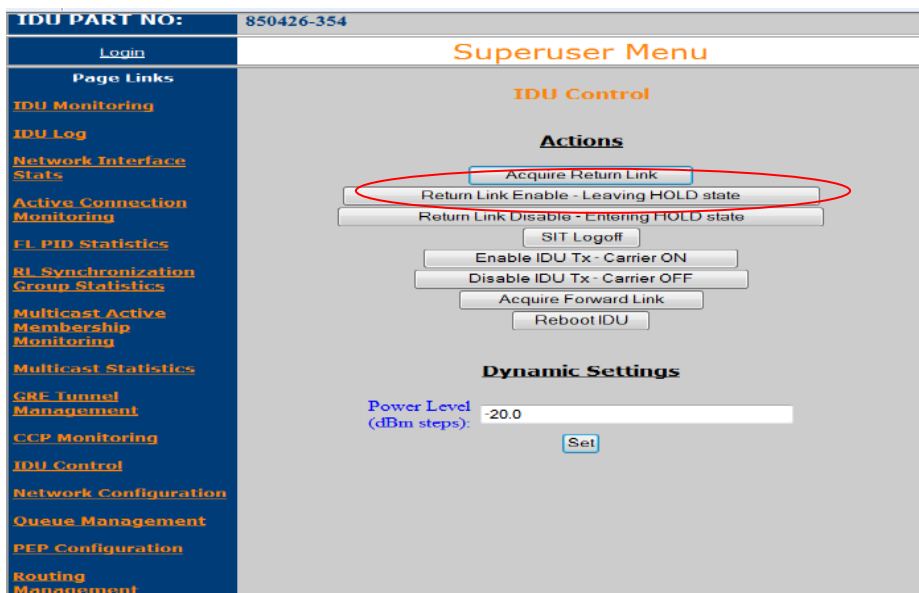 IDU PART NO:
850426-354
Login
Superuser Menu
Page Links
IDU Monitoring
IDU Log
Network Interface
Stats
Active Connection
Monitoring
FL PID Statistics
RL Synchronization
Group Statistics
Multicast Active
Membership
Monitoring
Multicast Statistics
GRE Tunnel
Management
CCP Monitoring
IDU Control
Network Configuration
Queue Management
PEP Configuration
Routing
Management
IDU Control
Actions
Acquire Return Link
Return Link Enable - Leaving HOLD state
Return Link Disable - Entering HOLD state
SIT Logoff
Enable IDU Tx - Carrier ON
Disable IDU Tx - Carrier OFF
Acquire Forward Link
Reboot IDU
Dynamic Settings
Power Level
(dBm steps):
-20.0
Set